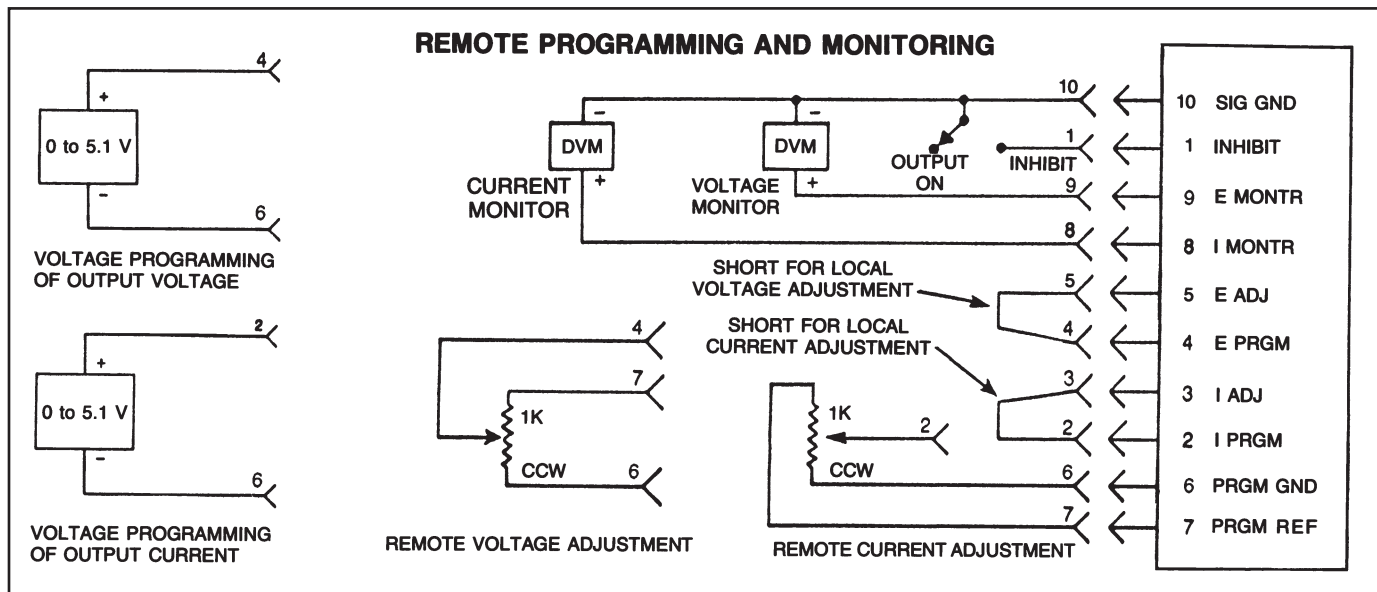 REMOTE PROGRAMMING AND MONITORING
4
+
0 to 5.1 V
-
6
VOLTAGE PROGRAMMING
OF OUTPUT VOLTAGE
2
+
0 to 5.1 V
-
6
VOLTAGE PROGRAMMING
OF OUTPUT CURRENT
-
DVM
+
CURRENT
MONITOR
-
DVM
+
VOLTAGE
MONITOR
OUTPUT
ON
INHIBIT
10
1
9
8
SHORT FOR LOCAL
VOLTAGE ADJUSTMENT
5
4
SHORT FOR LOCAL
CURRENT ADJUSTMENT
3
2
6
7
4
7
1K
CCW
6
REMOTE VOLTAGE ADJUSTMENT
1K
2
CCW
REMOTE CURRENT ADJUSTMENT
10 SIG GND
1 INHIBIT
9 E MONTR
8 I MONTR
5 E ADJ
4 E PRGM
3 I ADJ
2 I PRGM
6 PRGM GND
7 PRGM REF